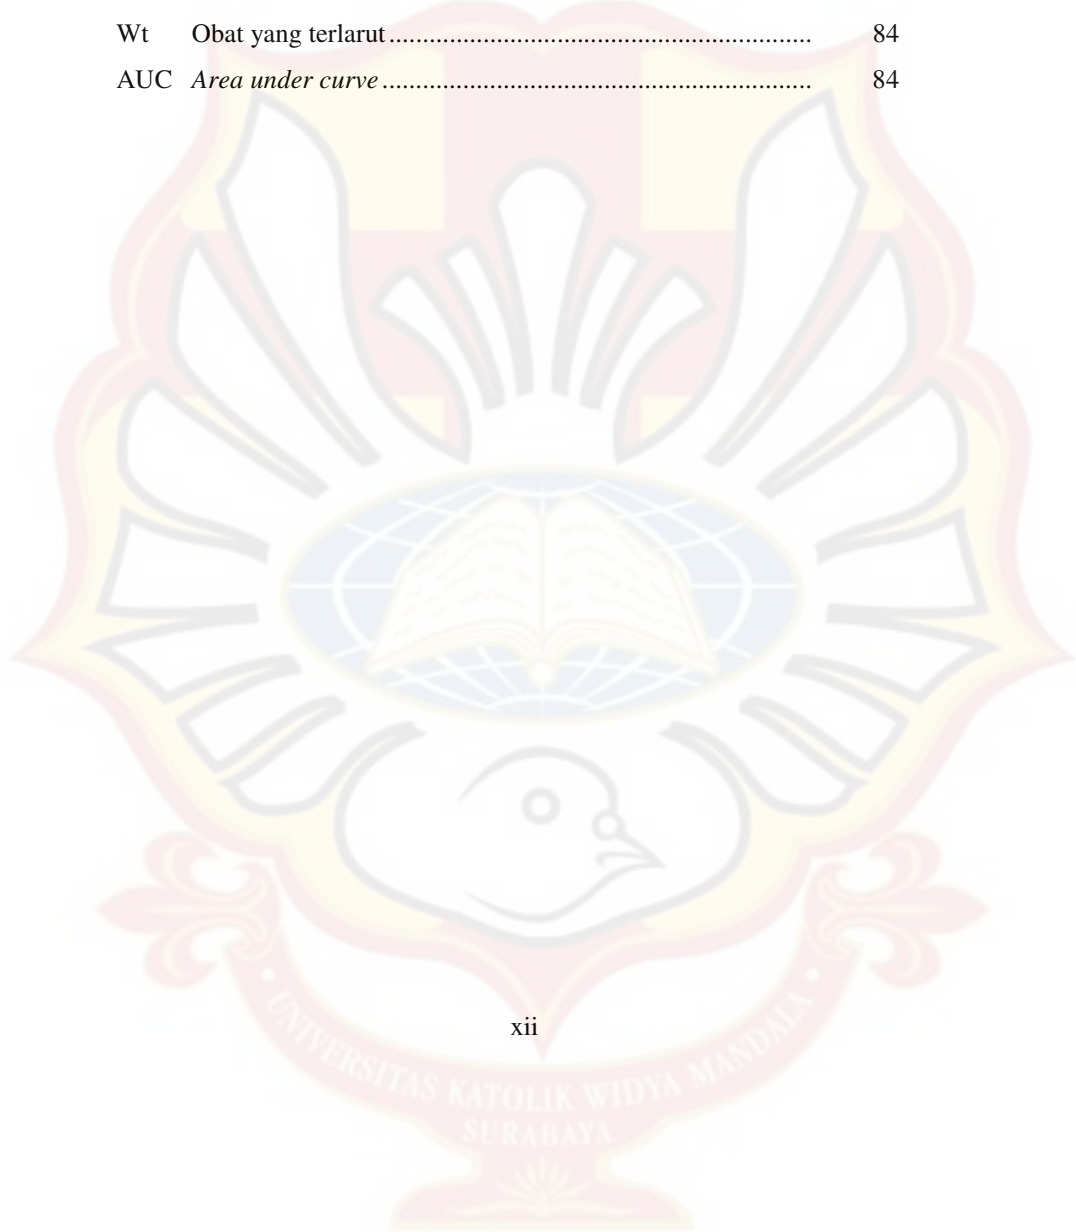 Wt Obat yang terlarut................................................................ 84
AUC Area under curve................................................................. 84
xii
UNIVERSITAS KATOLIK WIDYA MANDALA
SURABAYA